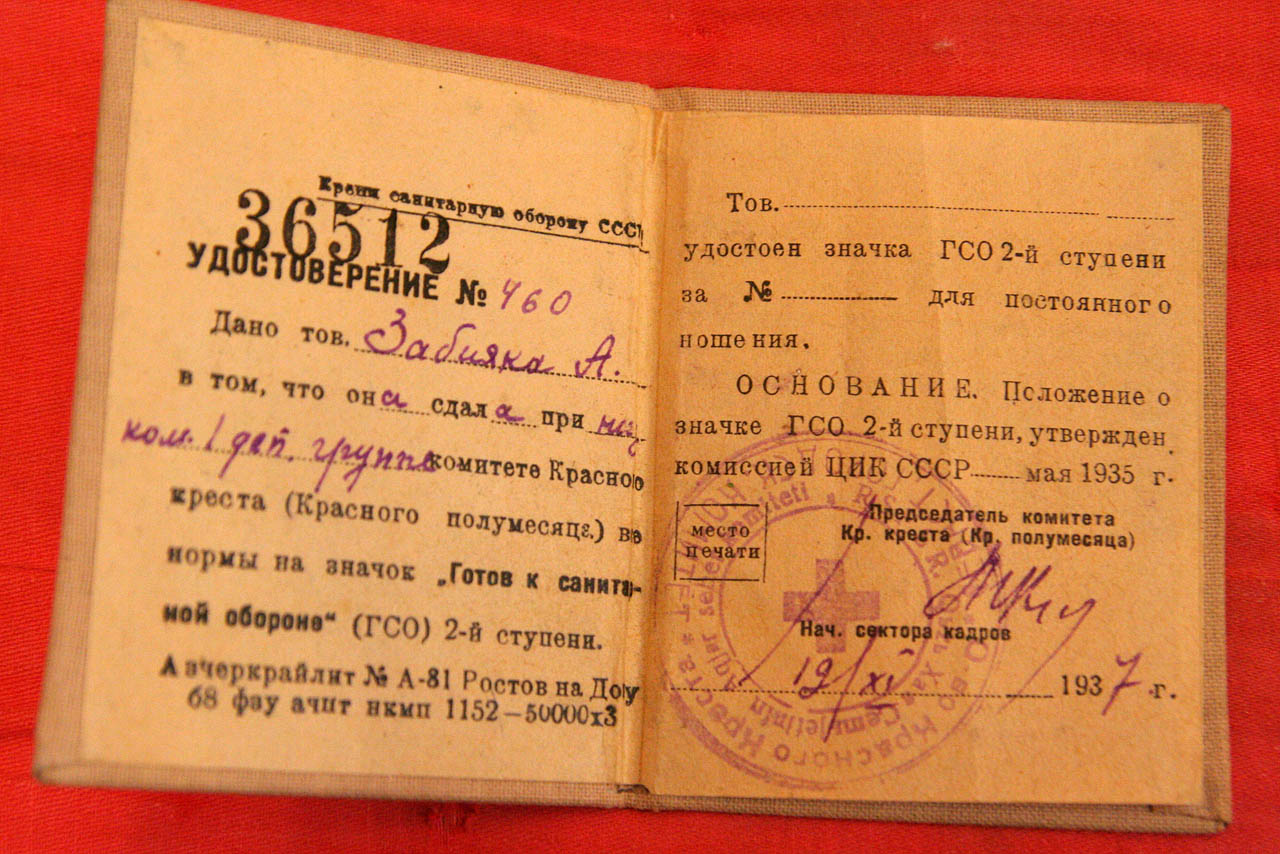 Крепи санитарную оборону СССР
36512
УДОСТОВЕРЕНИЕ № 460
Дано тов. Забияка А.
в том, что она сдала при
ком. 1 деп. группе комитете Красного
креста (Красного полумесяца) все
нормы на значок „Готов к санитар-
ной обороне“ (ГСО) 2-й ступени.
Азчеркрайлит № А-81 Ростов на Дону
68 фзу ачпт нкмп 1152—50000х3
Тов.
удостоен значка ГСО 2-й ступени
за № для постоянного
ношения.
ОСНОВАНИЕ. Положение о
значке ГСО 2-й ступени, утвержден
комиссией ЦИК СССР мая 1935 г.
место
печати
Председатель комитета
Кр. креста (Кр. полумесяца)
Нач. сектора кадров
19/XI 1937 г.
Красного Креста